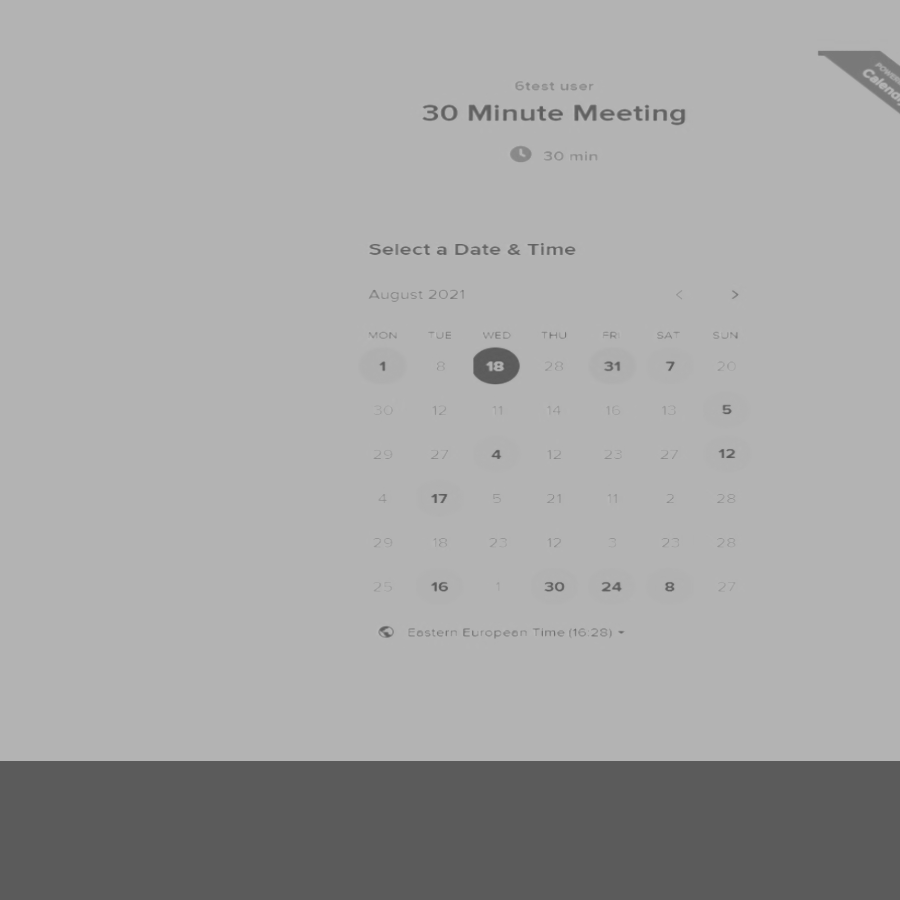 6test user
30 Minute Meeting
30 min
Select a Date & Time
August 2021
MON TUE WED THU FRI SAT SUN
1 8 18 28 31 7 20
30 12 11 14 16 13 5
29 27 4 12 23 27 12
4 17 5 21 11 2 28
29 18 23 12 3 23 28
25 16 1 30 24 8 27
Eastern European Time (16:28)